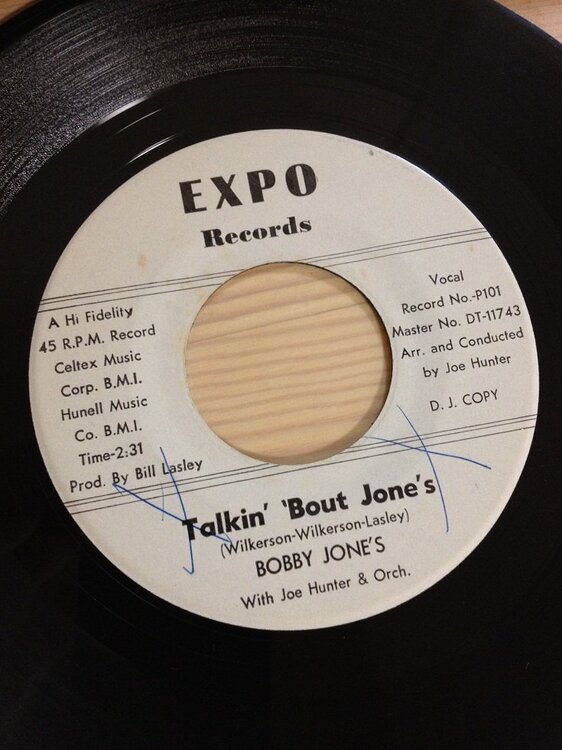 EXPO
Records
A Hi Fidelity
45 R.P.M. Record
Celtex Music
Corp. B.M.I.
Hunell Music
Co. B.M.I.
Time-2:31
Prod. By Bill Lasley
Vocal
Record No.-P101
Master No. DT-11743
Arr. and Conducted
by Joe Hunter
D. J. COPY
Talkin' 'Bout Jone's
(Wilkerson-Wilkerson-Lasley)
BOBBY JONE'S
With Joe Hunter & Orch.